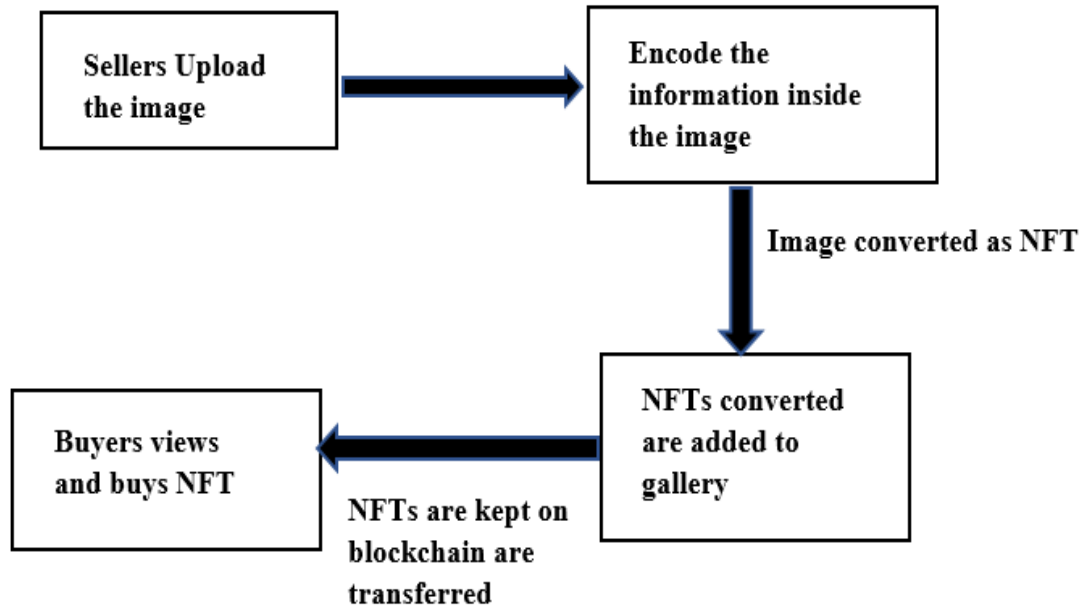 Sellers Upload
the image
Encode the
information inside
the image
Image converted as NFT
NFTs converted
are added to
gallery
Buyers views
and buys NFT
NFTs are kept on
blockchain are
transferred